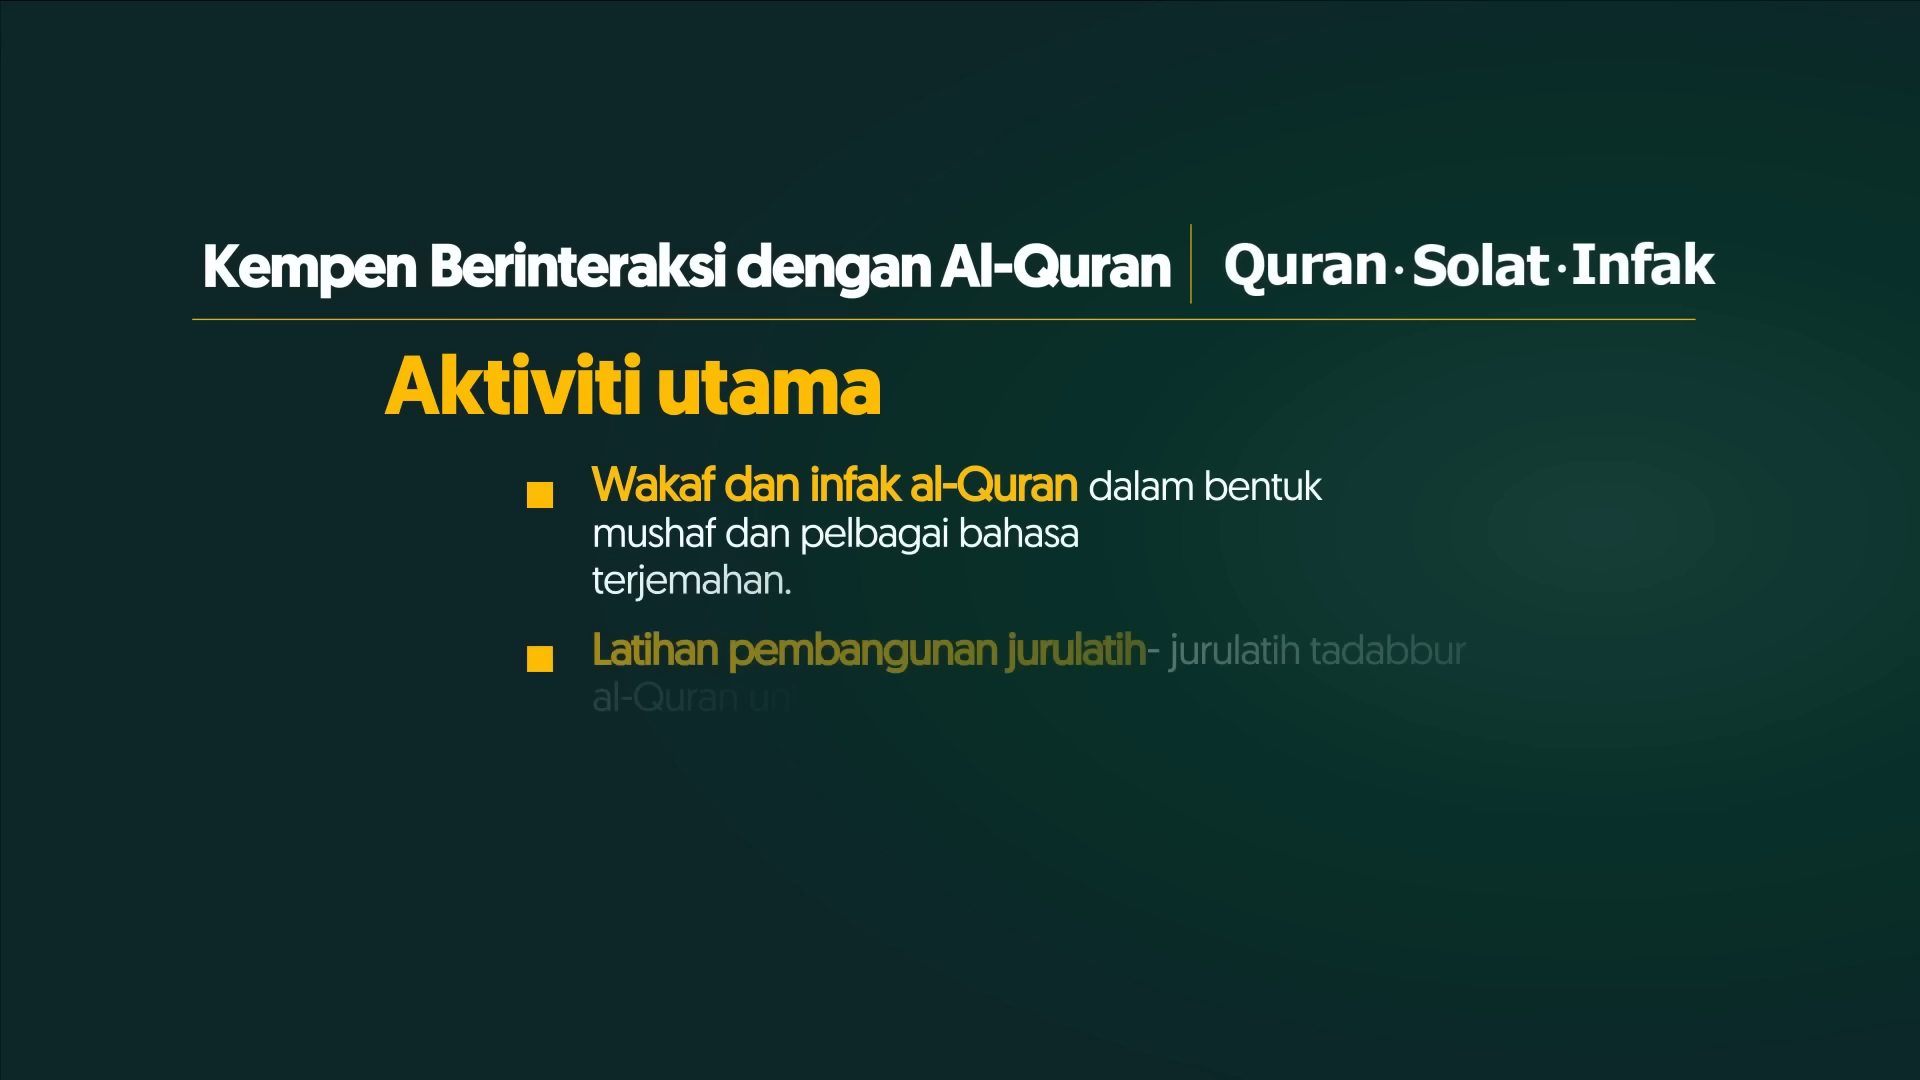 Kempen Berinteraksi dengan Al-Quran Quran · Solat · Infak
Aktiviti utama
Wakaf dan infak al-Quran dalam bentuk
mushaf dan pelbagai bahasa
terjemahan.
Latihan pembangunan jurulatih- jurulatih tadabbur
al-Quran